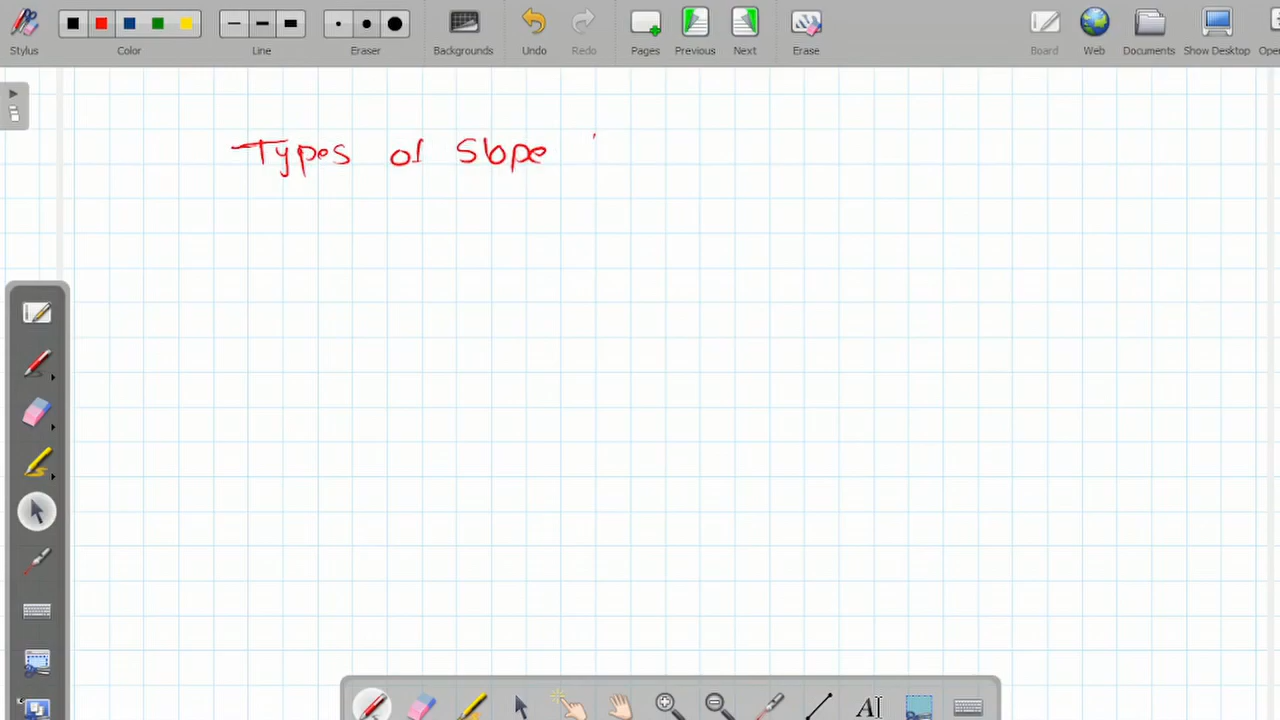 Stylus Color Line Eraser Backgrounds Undo Redo Pages Previous Next Erase Board Web Documents Show Desktop
Types of Slope